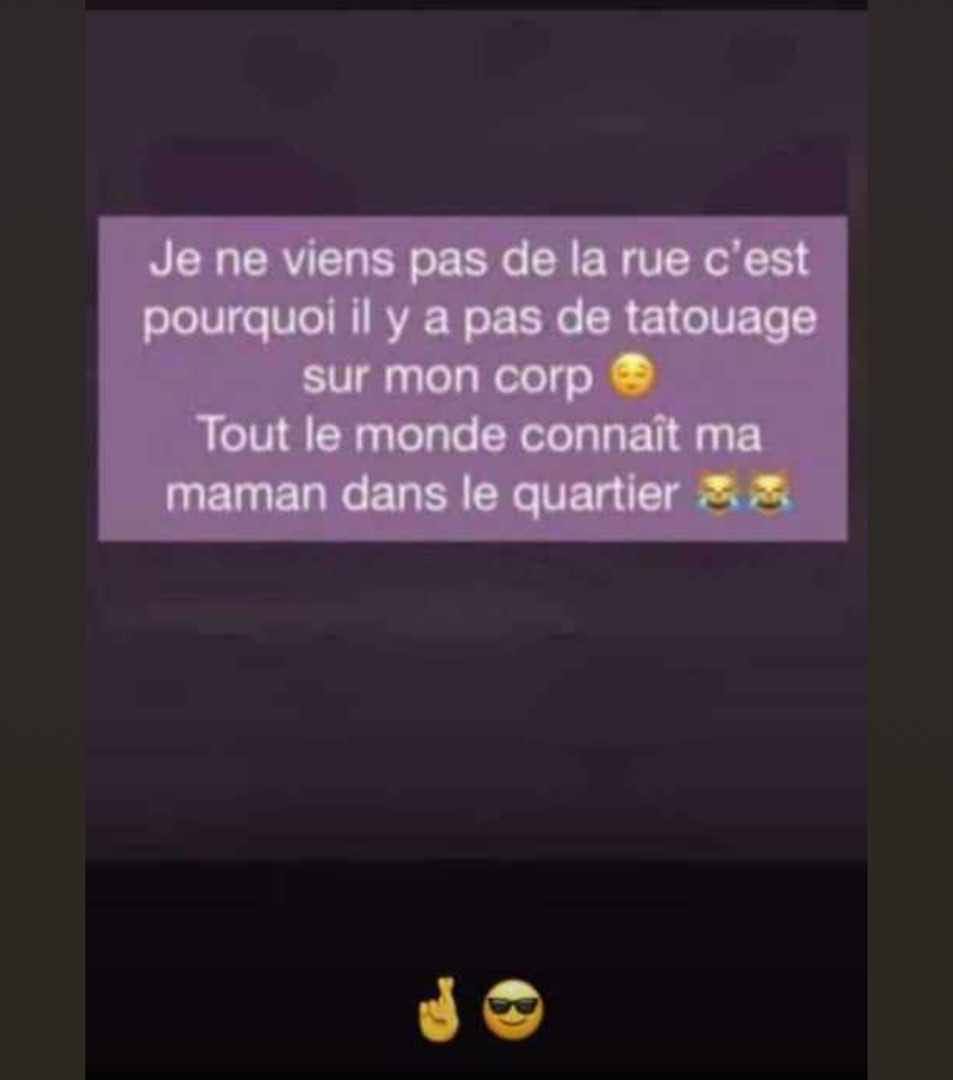 Je ne viens pas de la rue c’est
pourquoi il y a pas de tatouage
sur mon corp 😌
Tout le monde connaît ma
maman dans le quartier 😹😹
🤞 😎